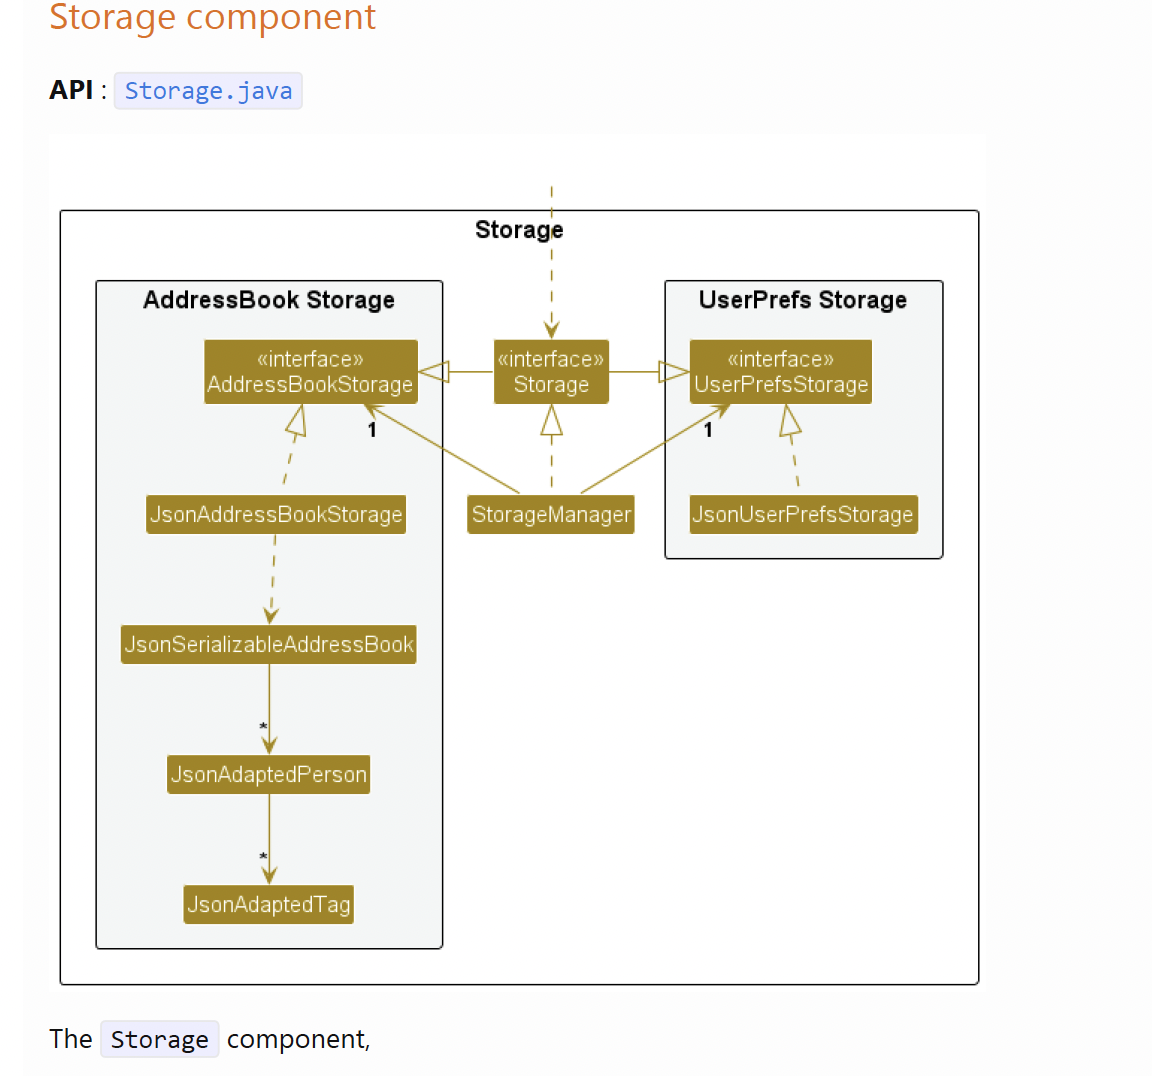 Storage component
API : Storage.java
Storage
AddressBook Storage
UserPrefs Storage
«interface»
AddressBookStorage
«interface»
Storage
«interface»
UserPrefsStorage
1
1
JsonAddressBookStorage
StorageManager
JsonUserPrefsStorage
JsonSerializableAddressBook
*
JsonAdaptedPerson
*
JsonAdaptedTag
The Storage component,